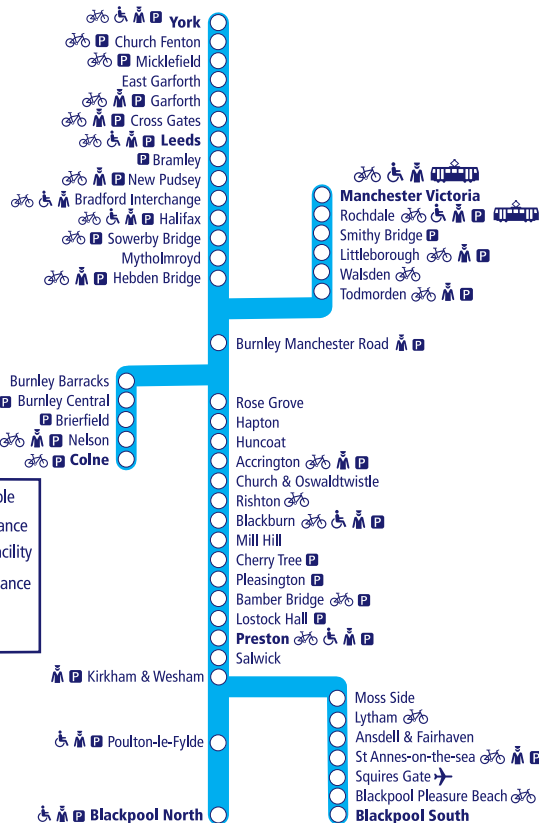 York
P Church Fenton
P Micklefield
East Garforth
P Garforth
P Cross Gates
P Leeds
P Bramley
P New Pudsey
Bradford Interchange
P Halifax
P Sowerby Bridge
Mytholmroyd
P Hebden Bridge
Manchester Victoria
Rochdale P
Smithy Bridge P
Littleborough P
Walsden
Todmorden P
Burnley Manchester Road P
Burnley Barracks
P Burnley Central
P Brierfield
P Nelson
P Colne
Rose Grove
Hapton
Huncoat
Accrington P
Church & Oswaldtwistle
Rishton
Blackburn P
Mill Hill
Cherry Tree P
Pleasington P
Bamber Bridge P
Lostock Hall P
Preston P
Salwick
P Kirkham & Wesham
P Poulton-le-Fylde
P Blackpool North
Moss Side
Lytham
Ansdell & Fairhaven
St Annes-on-the-sea P
Squires Gate
Blackpool Pleasure Beach
Blackpool South